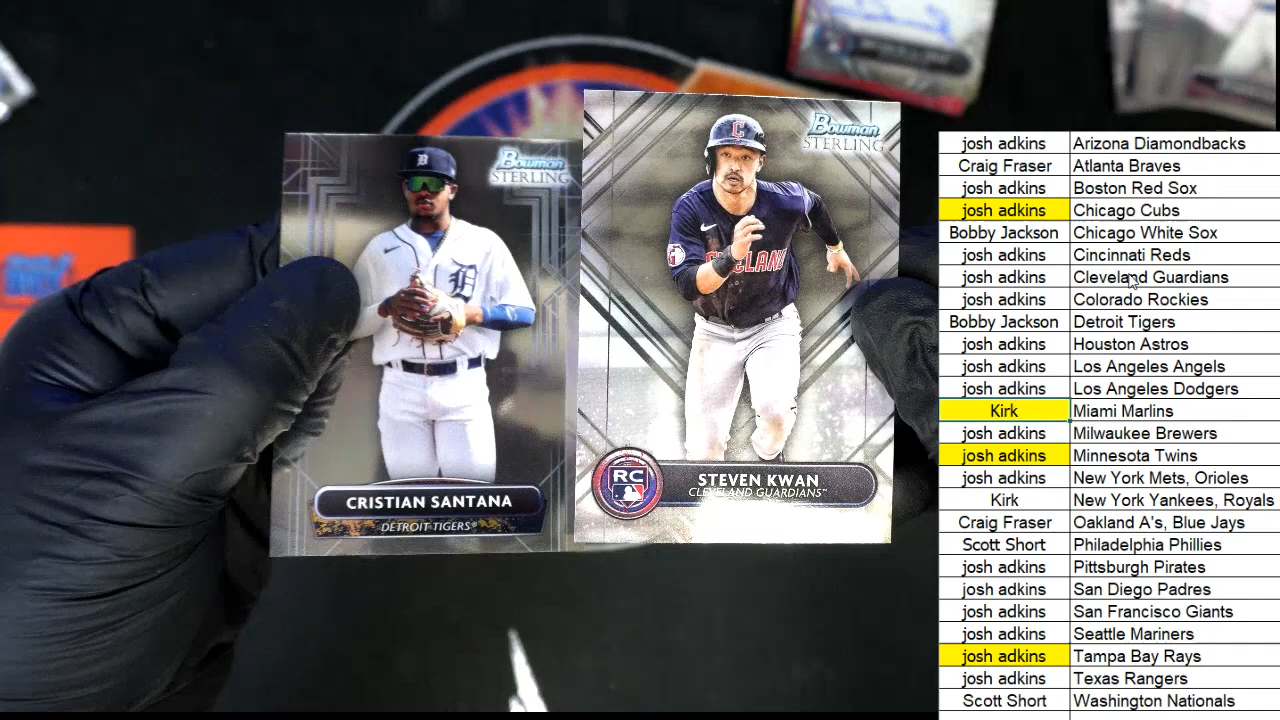 Bowman
STERLING
CRISTIAN SANTANA
DETROIT TIGERS®
Bowman
STERLING
C
CLEVELAND
RC
STEVEN KWAN
CLEVELAND GUARDIANS™
josh adkins Arizona Diamondbacks
Craig Fraser Atlanta Braves
josh adkins Boston Red Sox
josh adkins Chicago Cubs
Bobby Jackson Chicago White Sox
josh adkins Cincinnati Reds
josh adkins Cleveland Guardians
josh adkins Colorado Rockies
Bobby Jackson Detroit Tigers
josh adkins Houston Astros
josh adkins Los Angeles Angels
josh adkins Los Angeles Dodgers
Kirk Miami Marlins
josh adkins Milwaukee Brewers
josh adkins Minnesota Twins
josh adkins New York Mets, Orioles
Kirk New York Yankees, Royals
Craig Fraser Oakland A's, Blue Jays
Scott Short Philadelphia Phillies
josh adkins Pittsburgh Pirates
josh adkins San Diego Padres
josh adkins San Francisco Giants
josh adkins Seattle Mariners
josh adkins Tampa Bay Rays
josh adkins Texas Rangers
Scott Short Washington Nationals